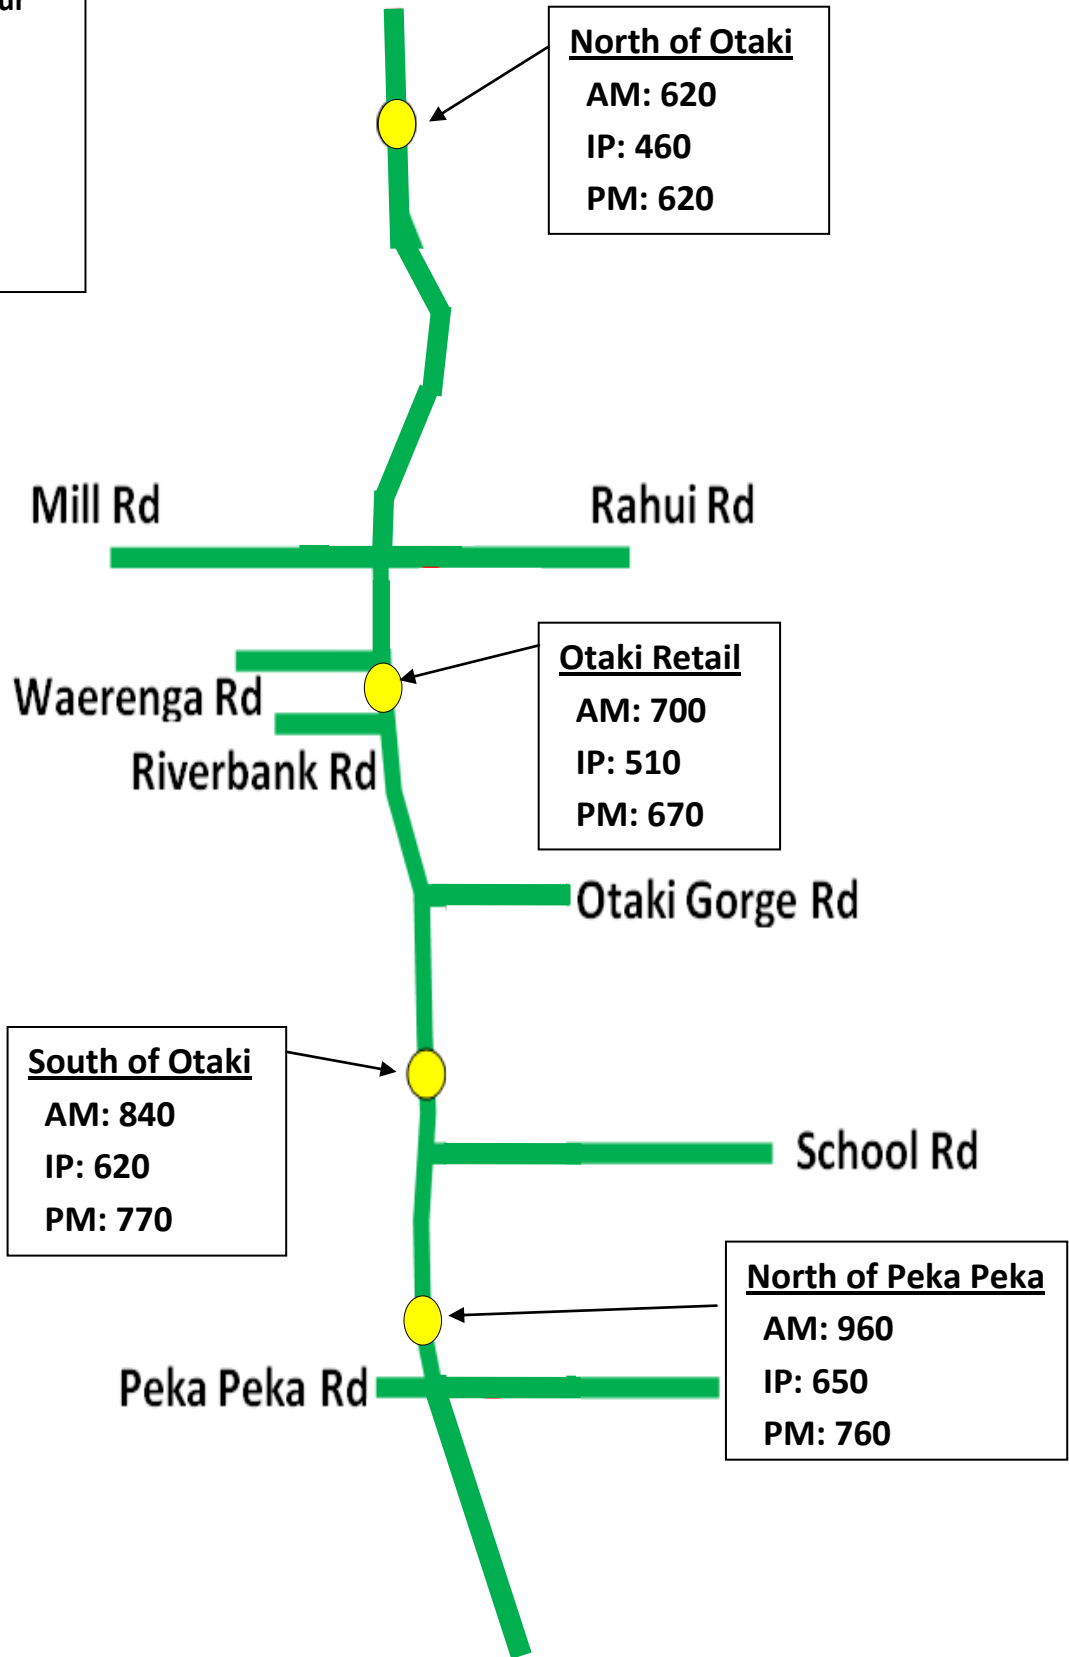 North of Otaki
AM: 620
IP: 460
PM: 620
Mill Rd
Rahui Rd
Otaki Retail
AM: 700
IP: 510
PM: 670
Waerenga Rd
Riverbank Rd
Otaki Gorge Rd
South of Otaki
AM: 840
IP: 620
PM: 770
School Rd
North of Peka Peka
AM: 960
IP: 650
PM: 760
Peka Peka Rd